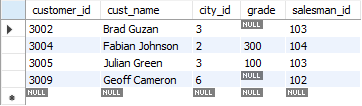 customer_id cust_name city_id grade salesman_id
3002 Brad Guzan 3 NULL 103
3004 Fabian Johnson 2 300 104
3005 Julian Green 3 100 103
3009 Geoff Cameron 6 NULL 102
NULL NULL NULL NULL NULL